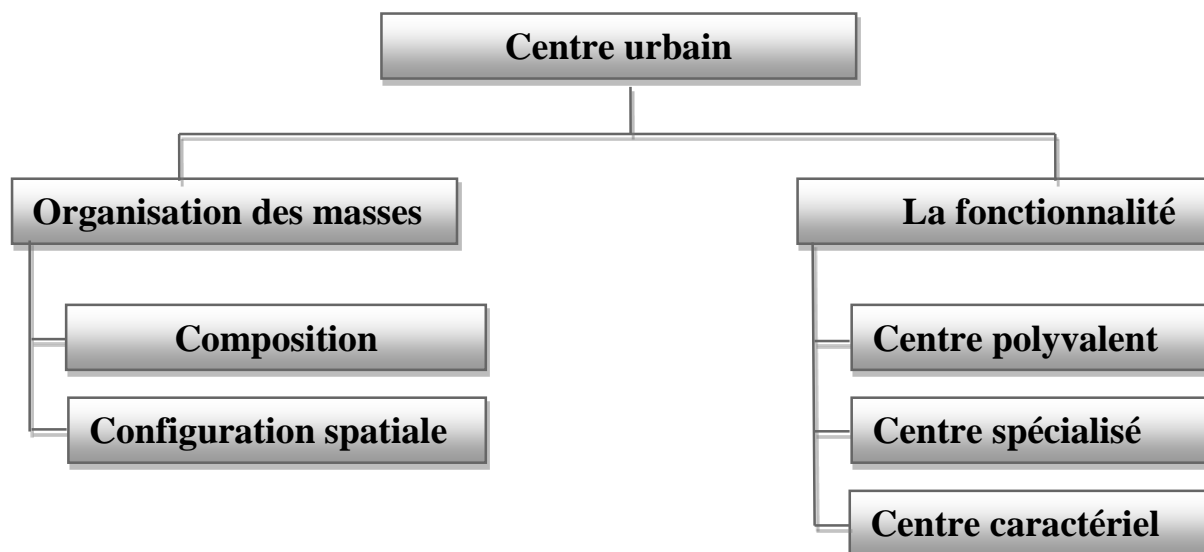 Centre urbain
Organisation des masses
La fonctionnalité
Composition
Configuration spatiale
Centre polyvalent
Centre spécialisé
Centre caractériel